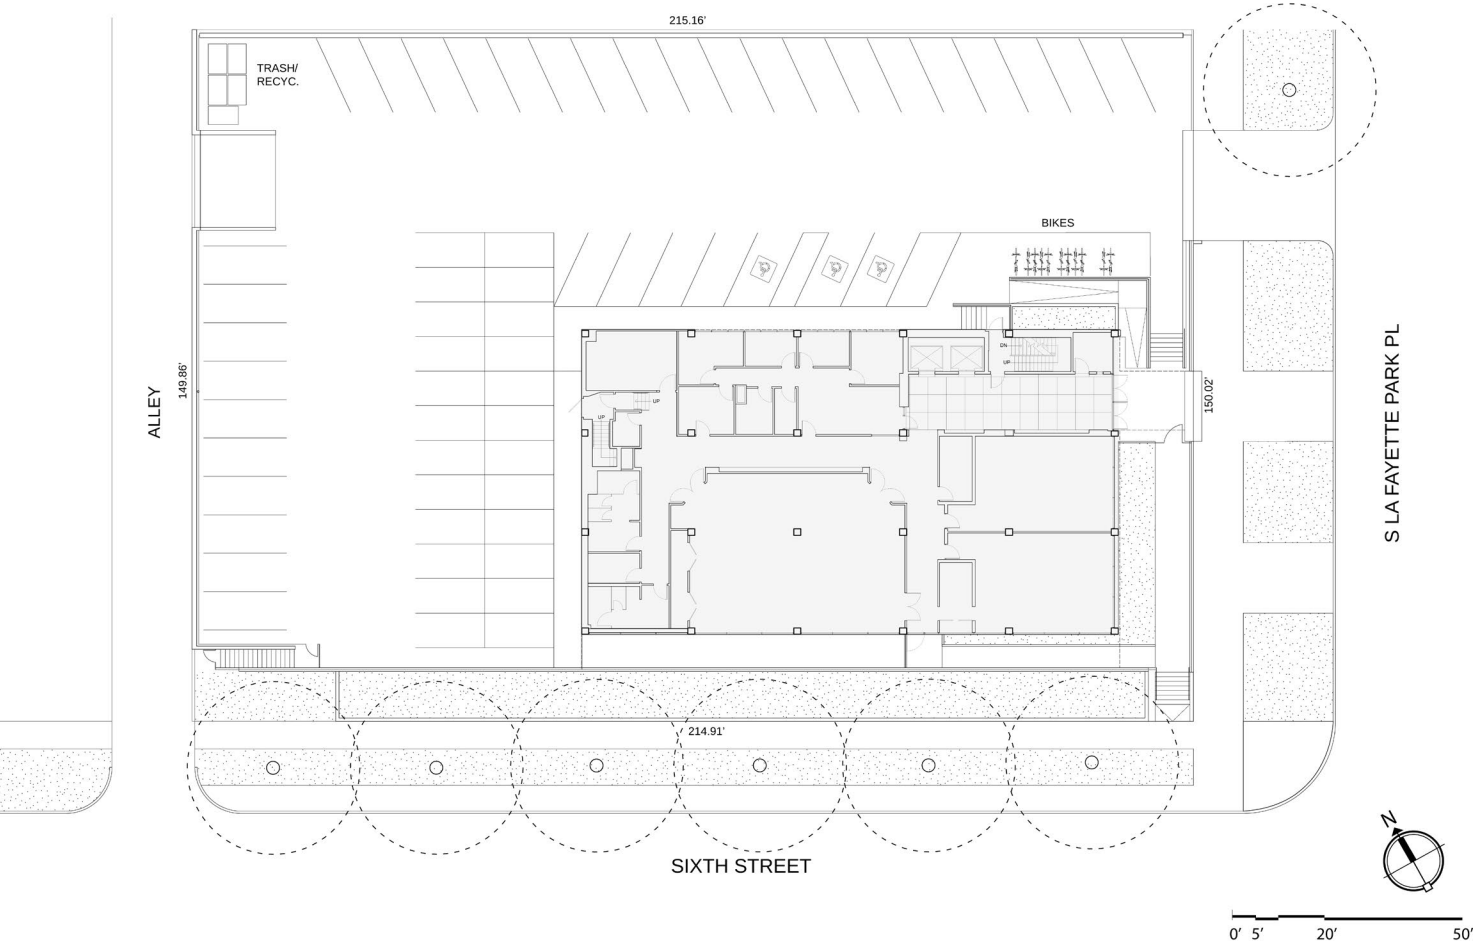 215.16'
TRASH/
RECYC.
BIKES
149.86'
ALLEY
150.02'
S LA FAYETTE PARK PL
DN
UP
UP
UP
214.91'
SIXTH STREET
N
0' 5' 20' 50'